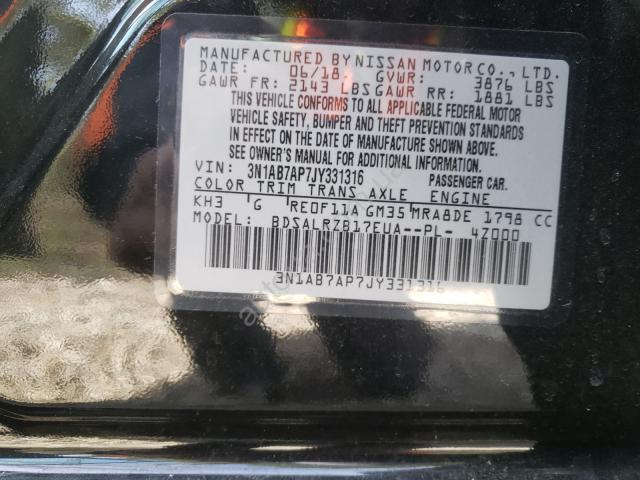 MANUFACTURED BY NISSAN MOTOR CO., LTD.
DATE: 06/18 GVWR: 3876 LBS
GAWR FR: 2143 LBS GAWR RR: 1881 LBS
THIS VEHICLE CONFORMS TO ALL APPLICABLE FEDERAL MOTOR
VEHICLE SAFETY, BUMPER AND THEFT PREVENTION STANDARDS
IN EFFECT ON THE DATE OF MANUFACTURE SHOWN ABOVE.
SEE OWNER'S MANUAL FOR ADDITIONAL INFORMATION.
VIN: 3N1AB7AP7JY331316 PASSENGER CAR.
COLOR TRIM TRANS AXLE ENGINE
KH3 G RE0F11A GM35 MRA8DE 1798 CC
MODEL: BDSALRZB17EUA--PL- 4Z000
3N1AB7AP7JY331316